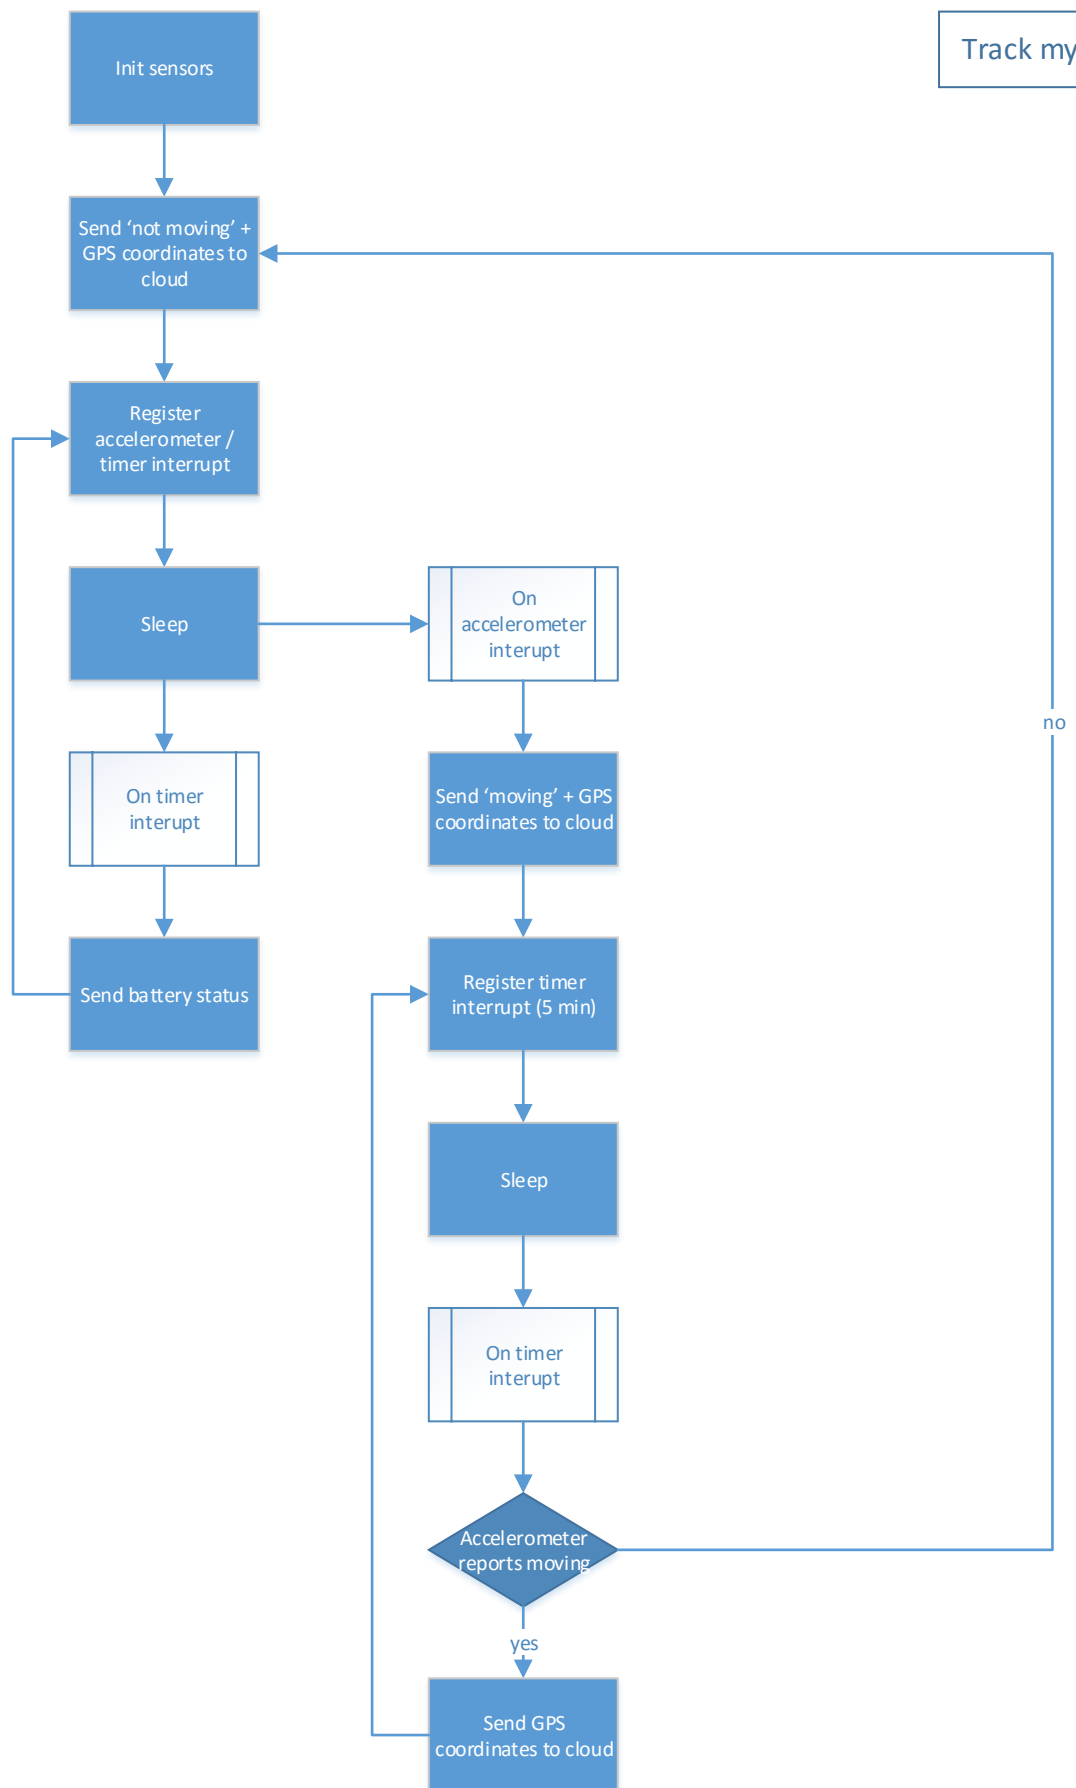 Track my
Init sensors
Send ‘not moving’ +
GPS coordinates to
cloud
Register
accelerometer /
timer interrupt
Sleep
On timer
interupt
Send battery status
On
accelerometer
interupt
Send ‘moving’ + GPS
coordinates to cloud
Register timer
interrupt (5 min)
Sleep
On timer
interupt
Accelerometer
reports moving
no
yes
Send GPS
coordinates to cloud